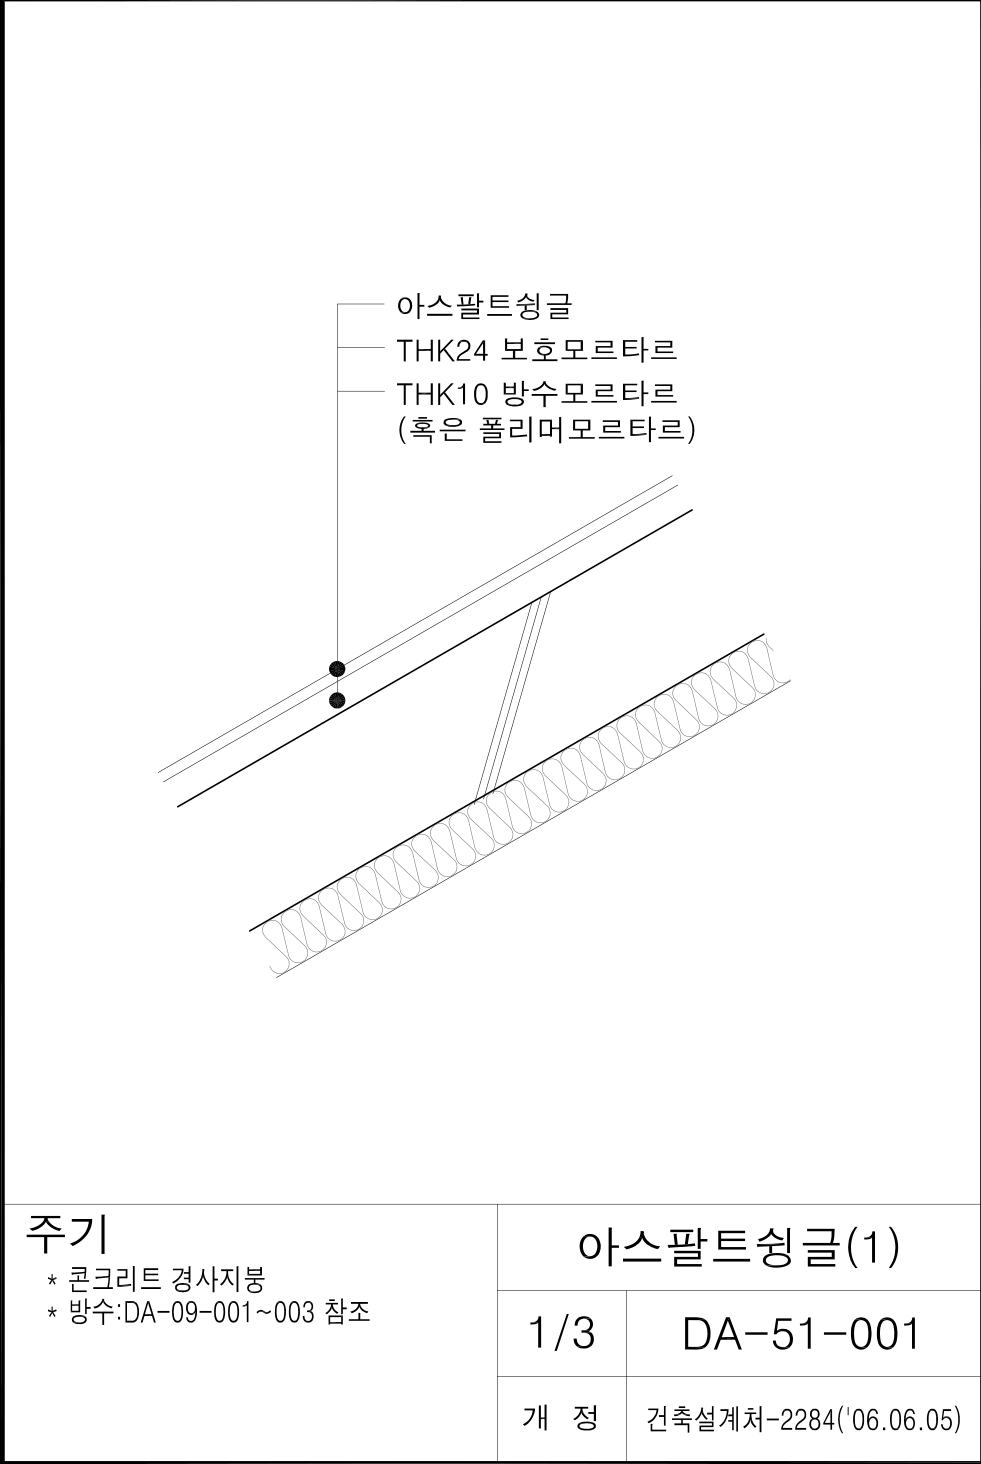 아스팔트슁글
THK24 보호모르타르
THK10 방수모르타르
(혹은 폴리머모르타르)
주기
* 콘크리트 경사지붕
* 방수:DA-09-001~003 참조
아스팔트슁글(1)
1/3
DA-51-001
개 정
건축설계처-2284('06.06.05)